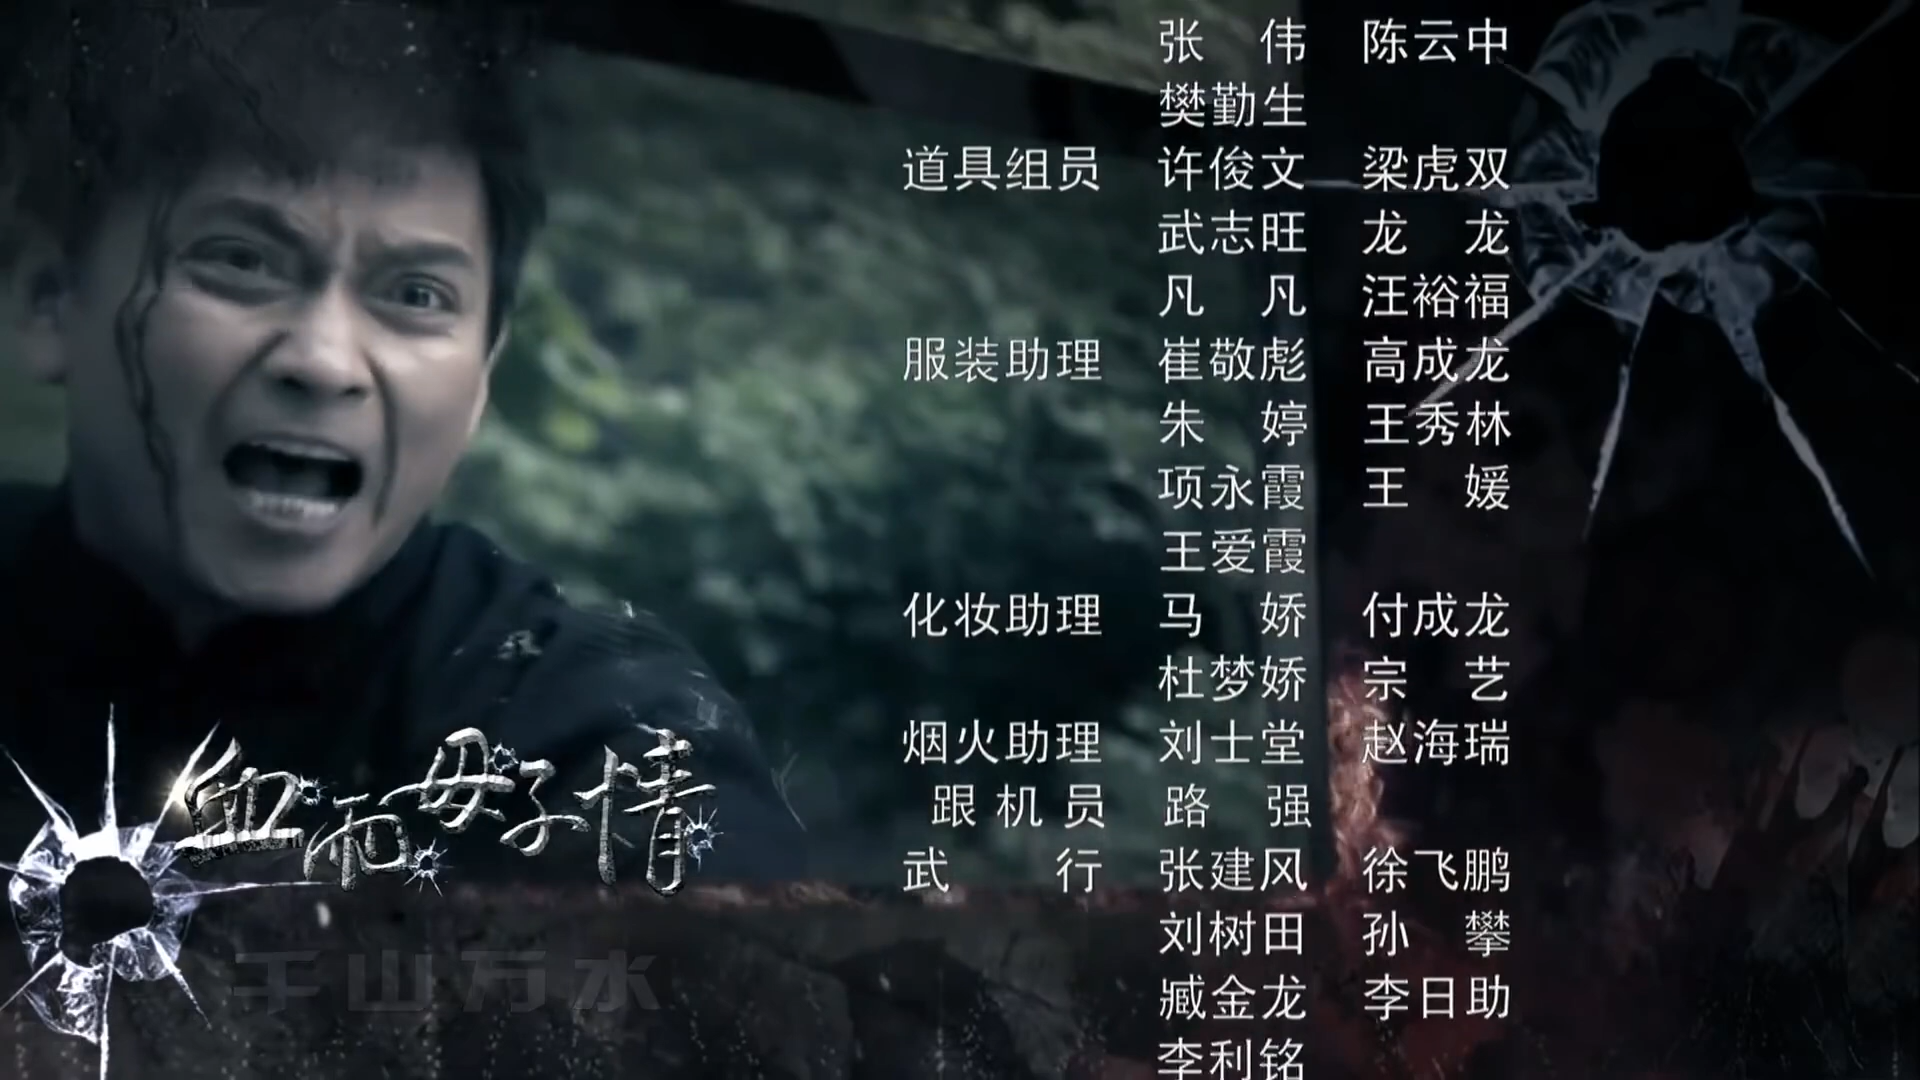 张 伟 陈云中
樊勤生
道具组员 许俊文 梁虎双
武志旺 龙 龙
凡 凡 汪裕福
服装助理 崔敬彪 高成龙
朱 婷 王秀林
项永霞 王 媛
王爱霞
化妆助理 马 娇 付成龙
杜梦娇 宗 艺
烟火助理 刘士堂 赵海瑞
跟机员 路 强
武 行 张建风 徐飞鹏
刘树田 孙 攀
臧金龙 李日助
李利铭
血雨母子情
千山万水